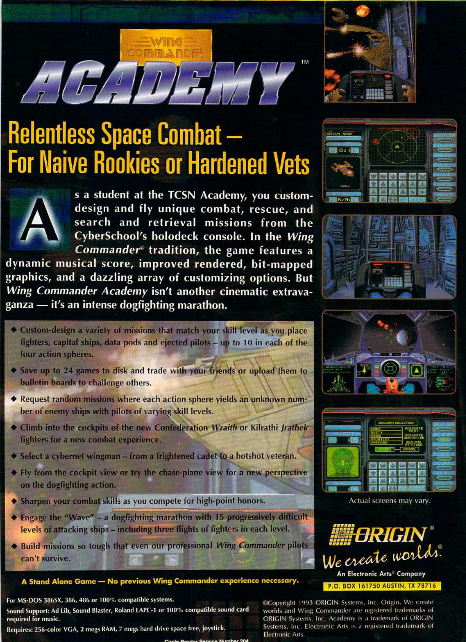 WING
COMMANDER
ACADEMY™
Relentless Space Combat –
For Naive Rookies or Hardened Vets
As a student at the TCSN Academy, you custom-
design and fly unique combat, rescue, and
search and retrieval missions from the
CyberSchool's holodeck console. In the Wing
Commander® tradition, the game features a
dynamic musical score, improved rendered, bit-mapped
graphics, and a dazzling array of customizing options. But
Wing Commander Academy isn't another cinematic extrava-
ganza — it's an intense dogfighting marathon.
◆ Custom-design a variety of missions that match your skill level as you place
fighters, capital ships, data pods and ejected pilots – up to 10 in each of the
four action spheres.
◆ Save up to 24 games to disk and trade with your friends or upload them to
bulletin boards to challenge others.
◆ Request random missions where each action sphere yields an unknown num-
ber of enemy ships with pilots of varying skill levels.
◆ Climb into the cockpits of the new Confederation Wraith or Kilrathi Jrathek
fighters for a new combat experience.
◆ Select a cybernet wingman – from a frightened cadet to a hotshot veteran.
◆ Fly from the cockpit view or try the chase-plane view for a new perspective
on the dogfighting action.
◆ Sharpen your combat skills as you compete for high-point honors.
◆ Engage the "Wave" – a dogfighting marathon with 15 progressively difficult
levels of attacking ships – including three flights of fighters in each level.
◆ Build missions so tough that even our professional Wing Commander pilots
can't survive.
A Stand Alone Game — No previous Wing Commander experience necessary.
For MS-DOS 386SX, 386, 486 or 100% compatible systems.
Sound Support: Ad Lib, Sound Blaster, Roland LAPC-1 or 100% compatible sound card
required for music.
Requires: 256-color VGA, 2 megs RAM, 7 megs hard drive space free, joystick.
Actual screens may vary.
ORIGIN®
We create worlds.®
An Electronic Arts® Company
P.O. BOX 161750 AUSTIN, TX 78716
©Copyright 1993 ORIGIN Systems, Inc. Origin, We create
worlds and Wing Commander are registered trademarks of
ORIGIN Systems, Inc. Academy is a trademark of ORIGIN
Systems, Inc. Electronic Arts is a registered trademark of
Electronic Arts.
Circle Reader Service Number 204